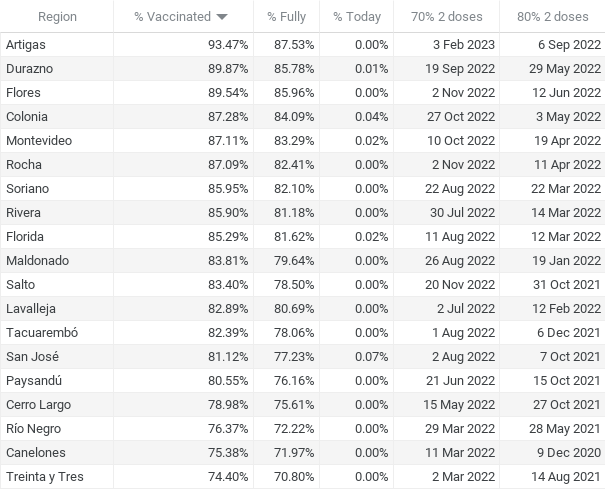 Region % Vaccinated % Fully % Today 70% 2 doses 80% 2 doses
Artigas 93.47% 87.53% 0.00% 3 Feb 2023 6 Sep 2022
Durazno 89.87% 85.78% 0.01% 19 Sep 2022 29 May 2022
Flores 89.54% 85.96% 0.00% 2 Nov 2022 12 Jun 2022
Colonia 87.28% 84.09% 0.04% 27 Oct 2022 3 May 2022
Montevideo 87.11% 83.29% 0.02% 10 Oct 2022 19 Apr 2022
Rocha 87.09% 82.41% 0.00% 2 Nov 2022 11 Apr 2022
Soriano 85.95% 82.10% 0.00% 22 Aug 2022 22 Mar 2022
Rivera 85.90% 81.18% 0.00% 30 Jul 2022 14 Mar 2022
Florida 85.29% 81.62% 0.02% 11 Aug 2022 12 Mar 2022
Maldonado 83.81% 79.64% 0.00% 26 Aug 2022 19 Jan 2022
Salto 83.40% 78.50% 0.00% 20 Nov 2022 31 Oct 2021
Lavalleja 82.89% 80.69% 0.00% 2 Jul 2022 12 Feb 2022
Tacuarembó 82.39% 78.06% 0.00% 1 Aug 2022 6 Dec 2021
San José 81.12% 77.23% 0.07% 2 Aug 2022 7 Oct 2021
Paysandú 80.55% 76.16% 0.00% 21 Jun 2022 15 Oct 2021
Cerro Largo 78.98% 75.61% 0.00% 15 May 2022 27 Oct 2021
Río Negro 76.37% 72.22% 0.00% 29 Mar 2022 28 May 2021
Canelones 75.38% 71.97% 0.00% 11 Mar 2022 9 Dec 2020
Treinta y Tres 74.40% 70.80% 0.00% 2 Mar 2022 14 Aug 2021